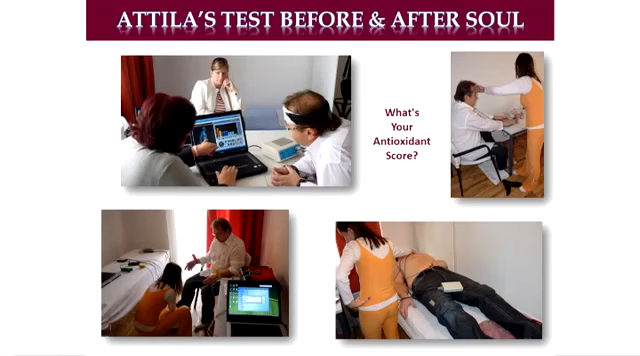 ATTILA'S TEST BEFORE & AFTER SOUL
What's
Your
Antioxidant
Score?